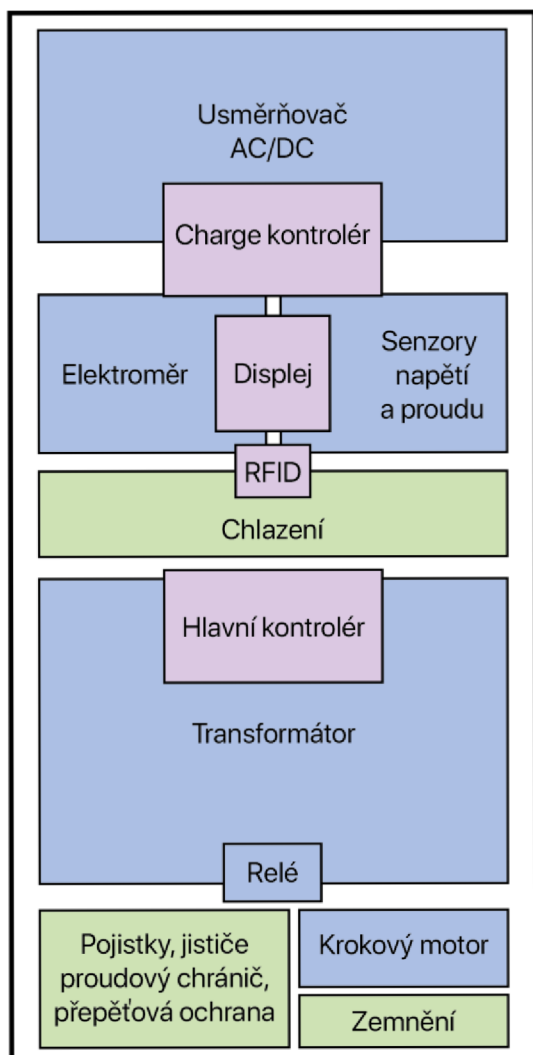 Usměrňovač
AC/DC
Charge kontrolér
Elektroměr
Displej
Senzory
napětí
a proudu
RFID
Chlazení
Hlavní kontrolér
Transformátor
Relé
Pojistky, jističe
proudový chránič,
přepěťová ochrana
Krokový motor
Zemnění